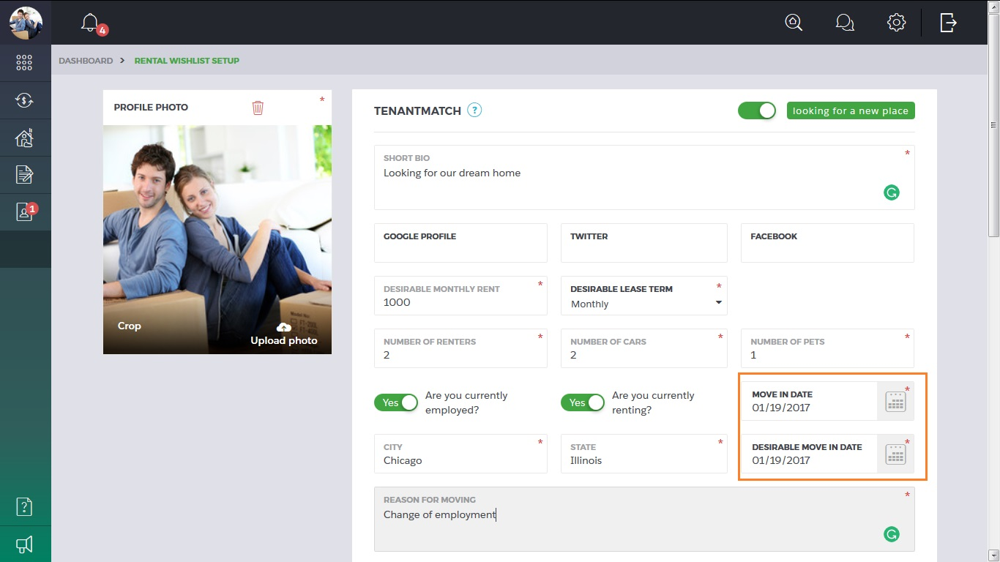 4
DASHBOARD > RENTAL WISHLIST SETUP
PROFILE PHOTO *
TENANTMATCH ?
looking for a new place
Crop
Upload photo
SHORT BIO *
Looking for our dream home
GOOGLE PROFILE
TWITTER
FACEBOOK
DESIRABLE MONTHLY RENT *
1000
DESIRABLE LEASE TERM *
Monthly
NUMBER OF RENTERS *
2
NUMBER OF CARS *
2
NUMBER OF PETS *
1
Yes
Are you currently
employed?
Yes
Are you currently
renting?
MOVE IN DATE *
01/19/2017
CITY *
Chicago
STATE *
Illinois
DESIRABLE MOVE IN DATE *
01/19/2017
REASON FOR MOVING *
Change of employment
1
?